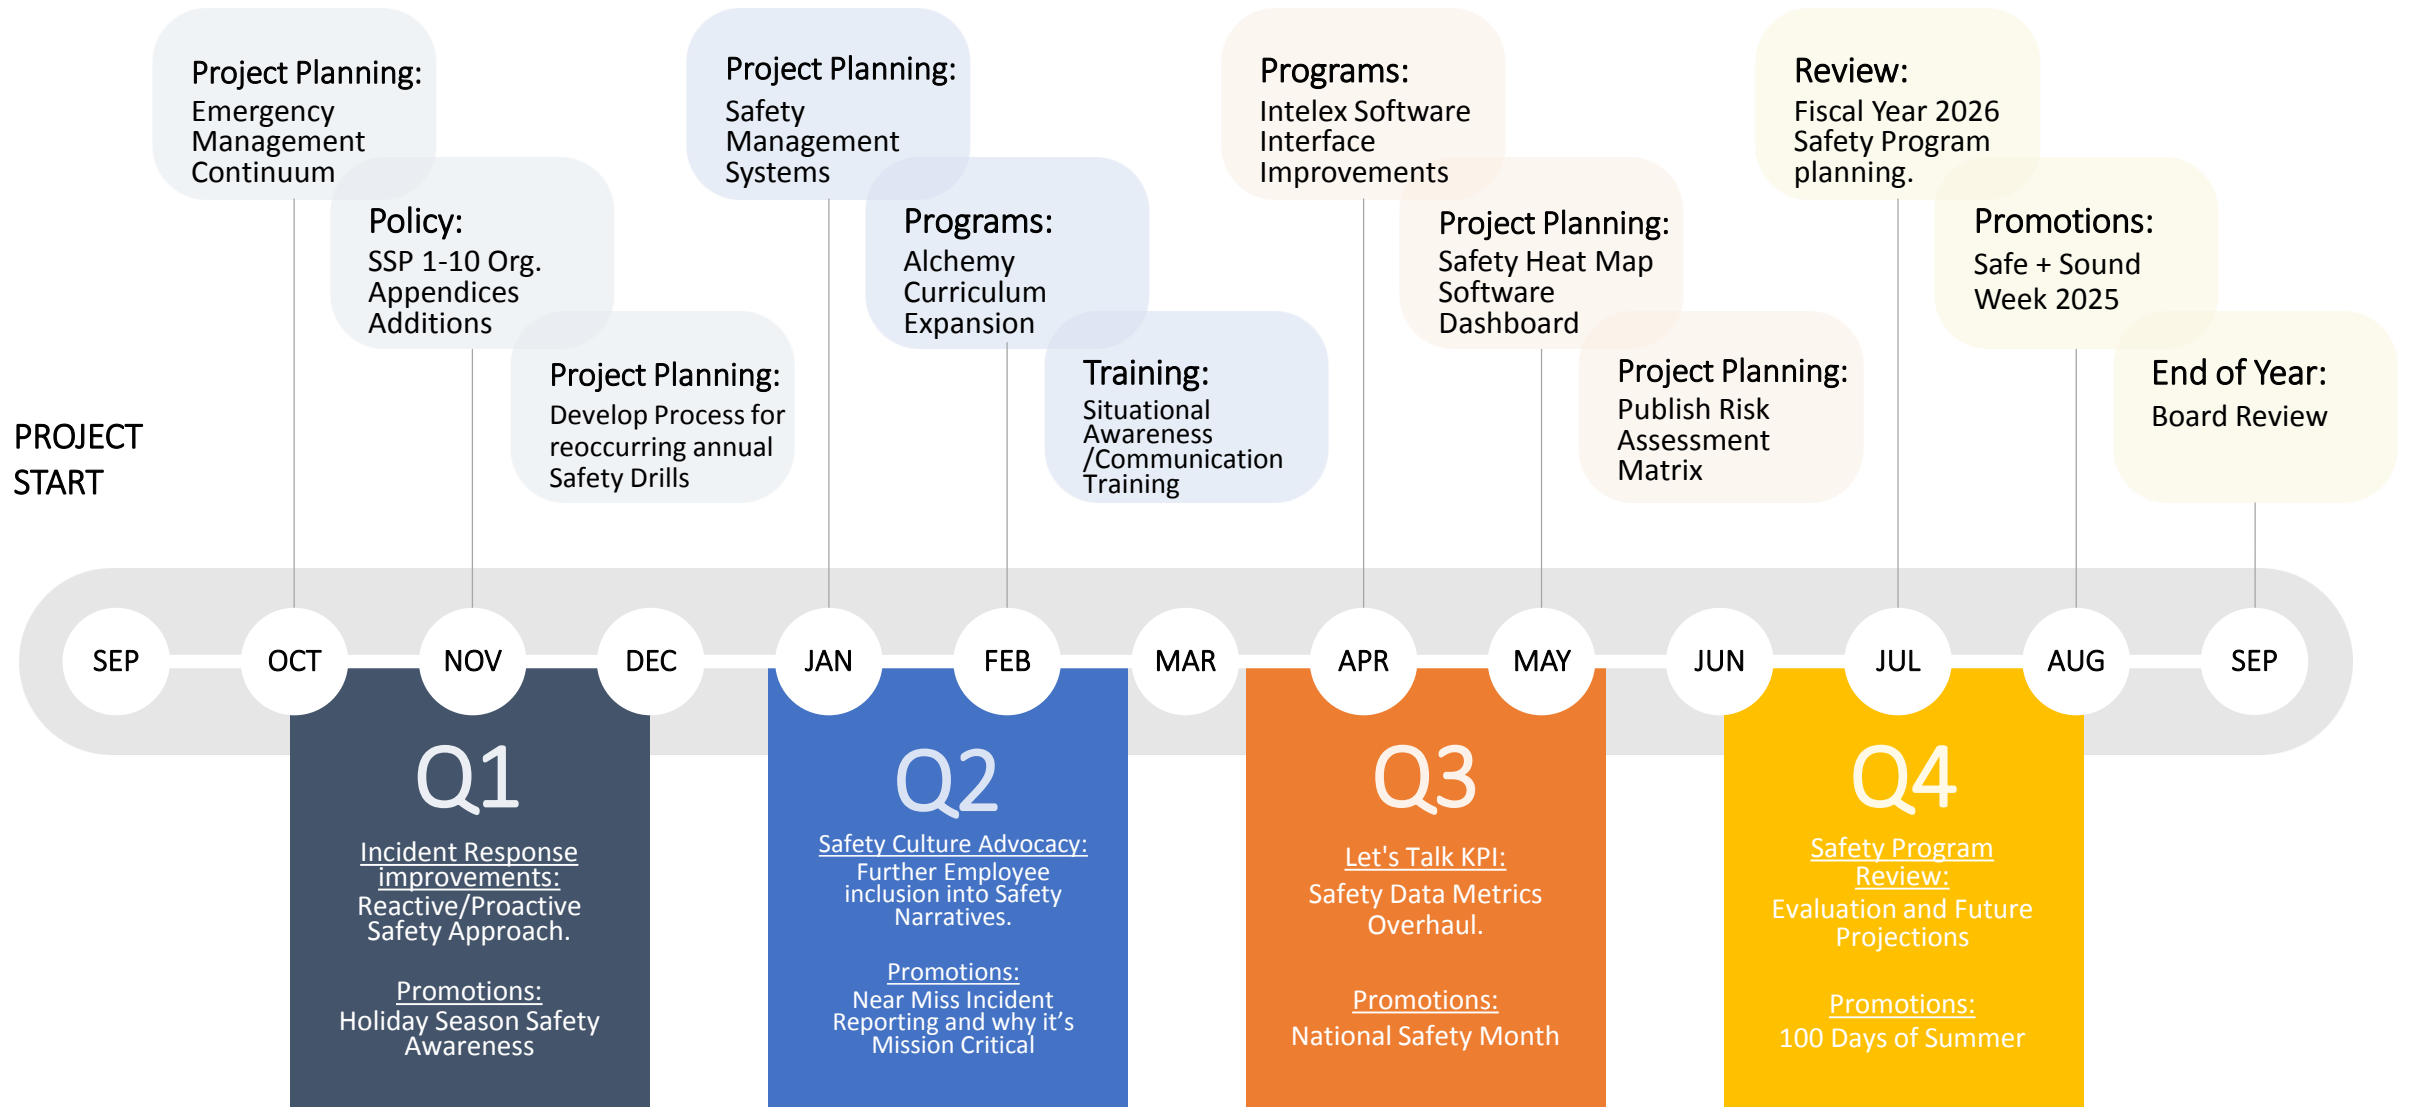 Project Planning:
Emergency
Management
Continuum
Policy:
SSP 1-10 Org.
Appendices
Additions
Project Planning:
Develop Process for
reoccurring annual
Safety Drills
Project Planning:
Safety
Management
Systems
Programs:
Alchemy
Curriculum
Expansion
Training:
Situational
Awareness
/Communication
Training
Programs:
Intelex Software
Interface
Improvements
Project Planning:
Safety Heat Map
Software
Dashboard
Project Planning:
Publish Risk
Assessment
Matrix
Review:
Fiscal Year 2026
Safety Program
planning.
Promotions:
Safe + Sound
Week 2025
End of Year:
Board Review
PROJECT
START
SEP OCT NOV DEC JAN FEB MAR APR MAY JUN JUL AUG SEP
Q1
Incident Response
improvements:
Reactive/Proactive
Safety Approach.
Promotions:
Holiday Season Safety
Awareness
Q2
Safety Culture Advocacy:
Further Employee
inclusion into Safety
Narratives.
Promotions:
Near Miss Incident
Reporting and why it’s
Mission Critical
Q3
Let's Talk KPI:
Safety Data Metrics
Overhaul.
Promotions:
National Safety Month
Q4
Safety Program
Review:
Evaluation and Future
Projections
Promotions:
100 Days of Summer